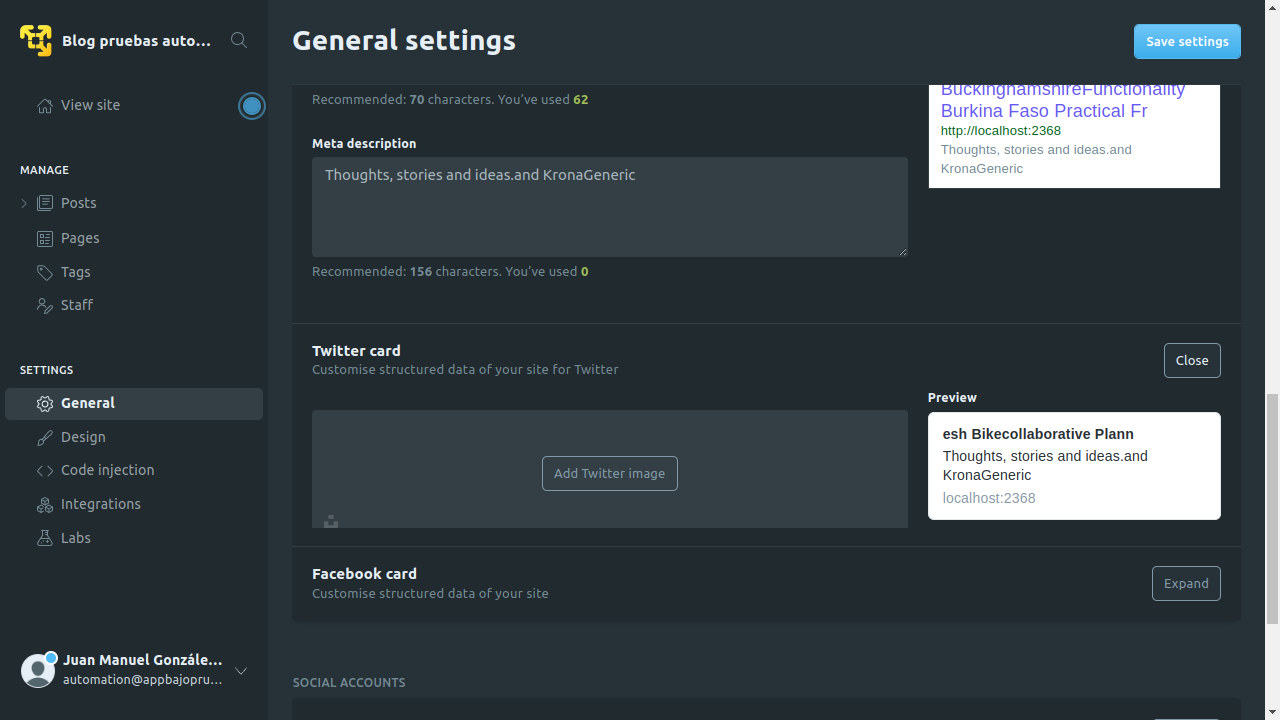 Blog pruebas auto...
View site
MANAGE
Posts
Pages
Tags
Staff
SETTINGS
General
Design
Code injection
Integrations
Labs
Juan Manuel Gonzále...
automation@appbajopru...
General settings
Save settings
Recommended: 70 characters. You've used 62
BuckinghamshireFunctionality
Burkina Faso Practical Fr
http://localhost:2368
Thoughts, stories and ideas.and
KronaGeneric
Meta description
Thoughts, stories and ideas.and KronaGeneric
Recommended: 156 characters. You've used 0
Twitter card
Customise structured data of your site for Twitter
Close
Add Twitter image
Preview
esh Bikecollaborative Plann
Thoughts, stories and ideas.and
KronaGeneric
localhost:2368
Facebook card
Customise structured data of your site
Expand
SOCIAL ACCOUNTS